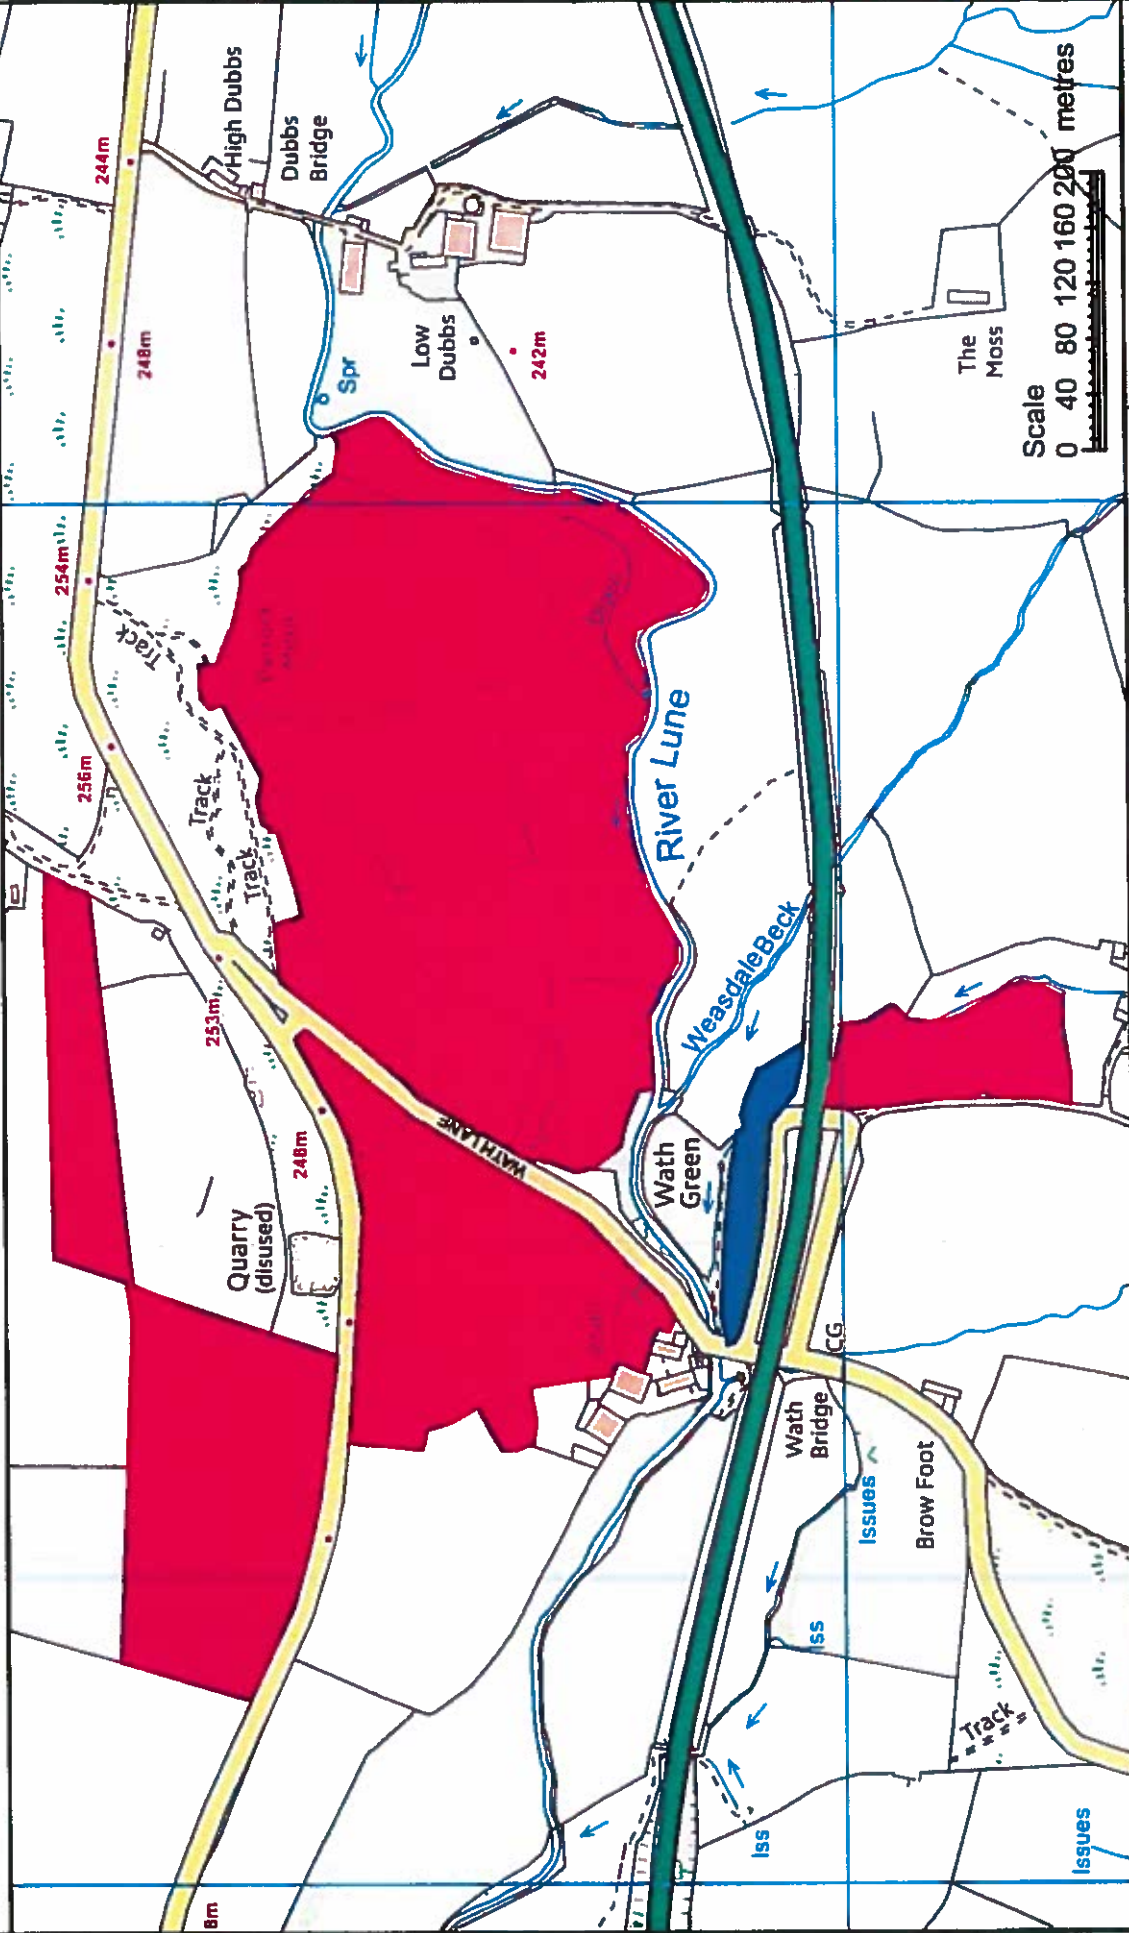 244m
High Dubbs
Dubbs
Bridge
248m
Spr
Low
Dubbs
242m
The
Moss
Scale
0 40 80 120 160 200 metres
254m
Track
256m
Track
Track
River Lune
WeasdaleBeck
253m
248m
WATH LANE
Wath
Green
Quarry
(disused)
CG
Wath
Bridge
Issues
Brow Foot
Iss
Track
Iss
Issues
8m